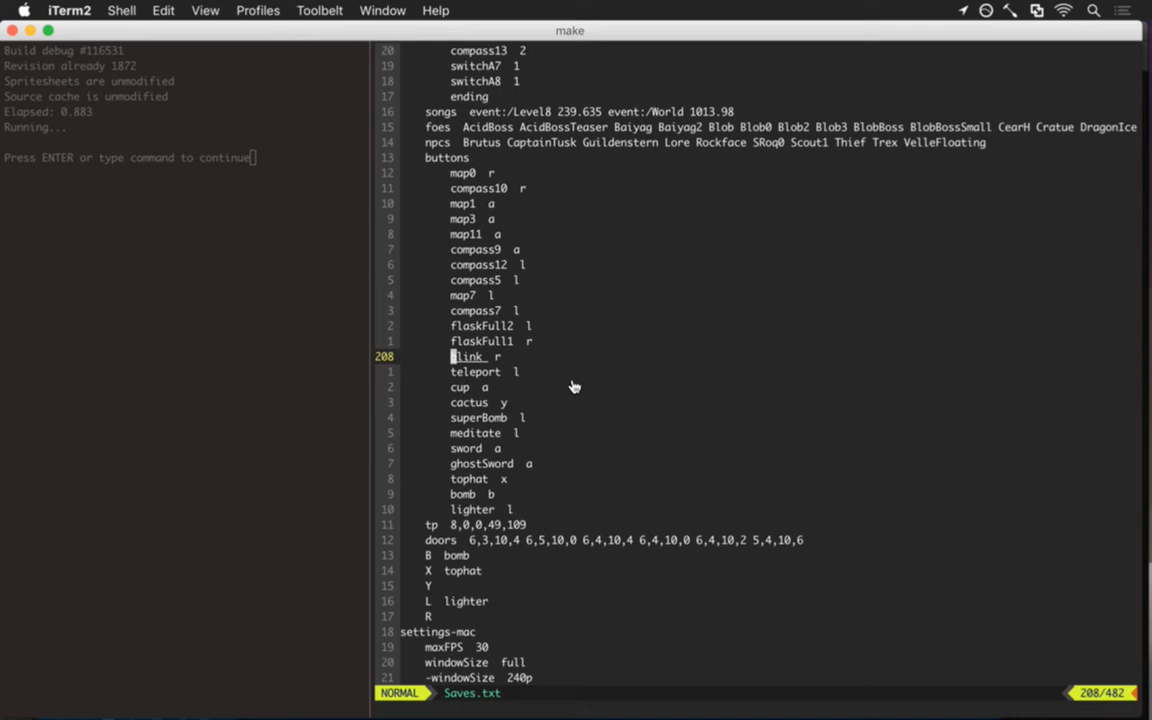 iTerm2 Shell Edit View Profiles Toolbelt Window Help
make
Build debug #116531
Revision already 1872
Spritesheets are unmodified
Source cache is unmodified
Elapsed: 0.883
Running...
Press ENTER or type command to continue
20 compass13 2
19 switchA7 1
18 switchA8 1
17 ending
16 songs event:/Level8 239.635 event:/World 1013.98
15 foes AcidBoss AcidBossTeaser Baiyag Baiyag2 Blob Blob0 Blob2 Blob3 BlobBoss BlobBossSmall CearH Cratue DragonIce
14 npcs Brutus CaptainTusk Guildenstern Lore Rockface SRoq0 Scout1 Thief Trex VelleFloating
13 buttons
12 map0 r
11 compass10 r
10 map1 a
9 map3 a
8 map11 a
7 compass9 a
6 compass12 l
5 compass5 l
4 map7 l
3 compass7 l
2 flaskFull2 l
1 flaskFull1 r
208 blink r
1 teleport l
2 cup a
3 cactus y
4 superBomb l
5 meditate l
6 sword a
7 ghostSword a
8 tophat x
9 bomb b
10 lighter l
11 tp 8,0,0,49,109
12 doors 6,3,10,4 6,5,10,0 6,4,10,4 6,4,10,0 6,4,10,2 5,4,10,6
13 B bomb
14 X tophat
15 Y
16 L lighter
17 R
18 settings-mac
19 maxFPS 30
20 windowSize full
21 -windowSize 240p
NORMAL Saves.txt 208/482